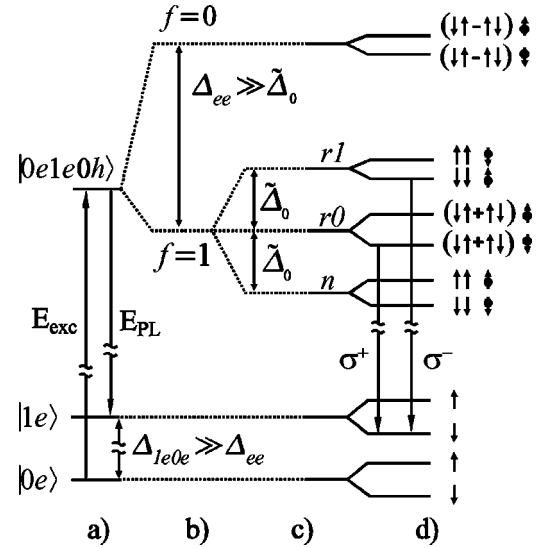 f=0
(↓↑-↑↓)
(↓↑-↑↓)
Δee ≫ Δ̃0
|0e1e0h⟩
r1
↑↑
↓↓
Δ̃0
r0
(↓↑+↑↓)
(↓↑+↑↓)
f=1
Δ̃0
n
↑↑
↓↓
Eexc
EPL
σ+
σ−
|1e⟩
↑
↓
Δ1e0e ≫ Δee
|0e⟩
↑
↓
a) b) c) d)